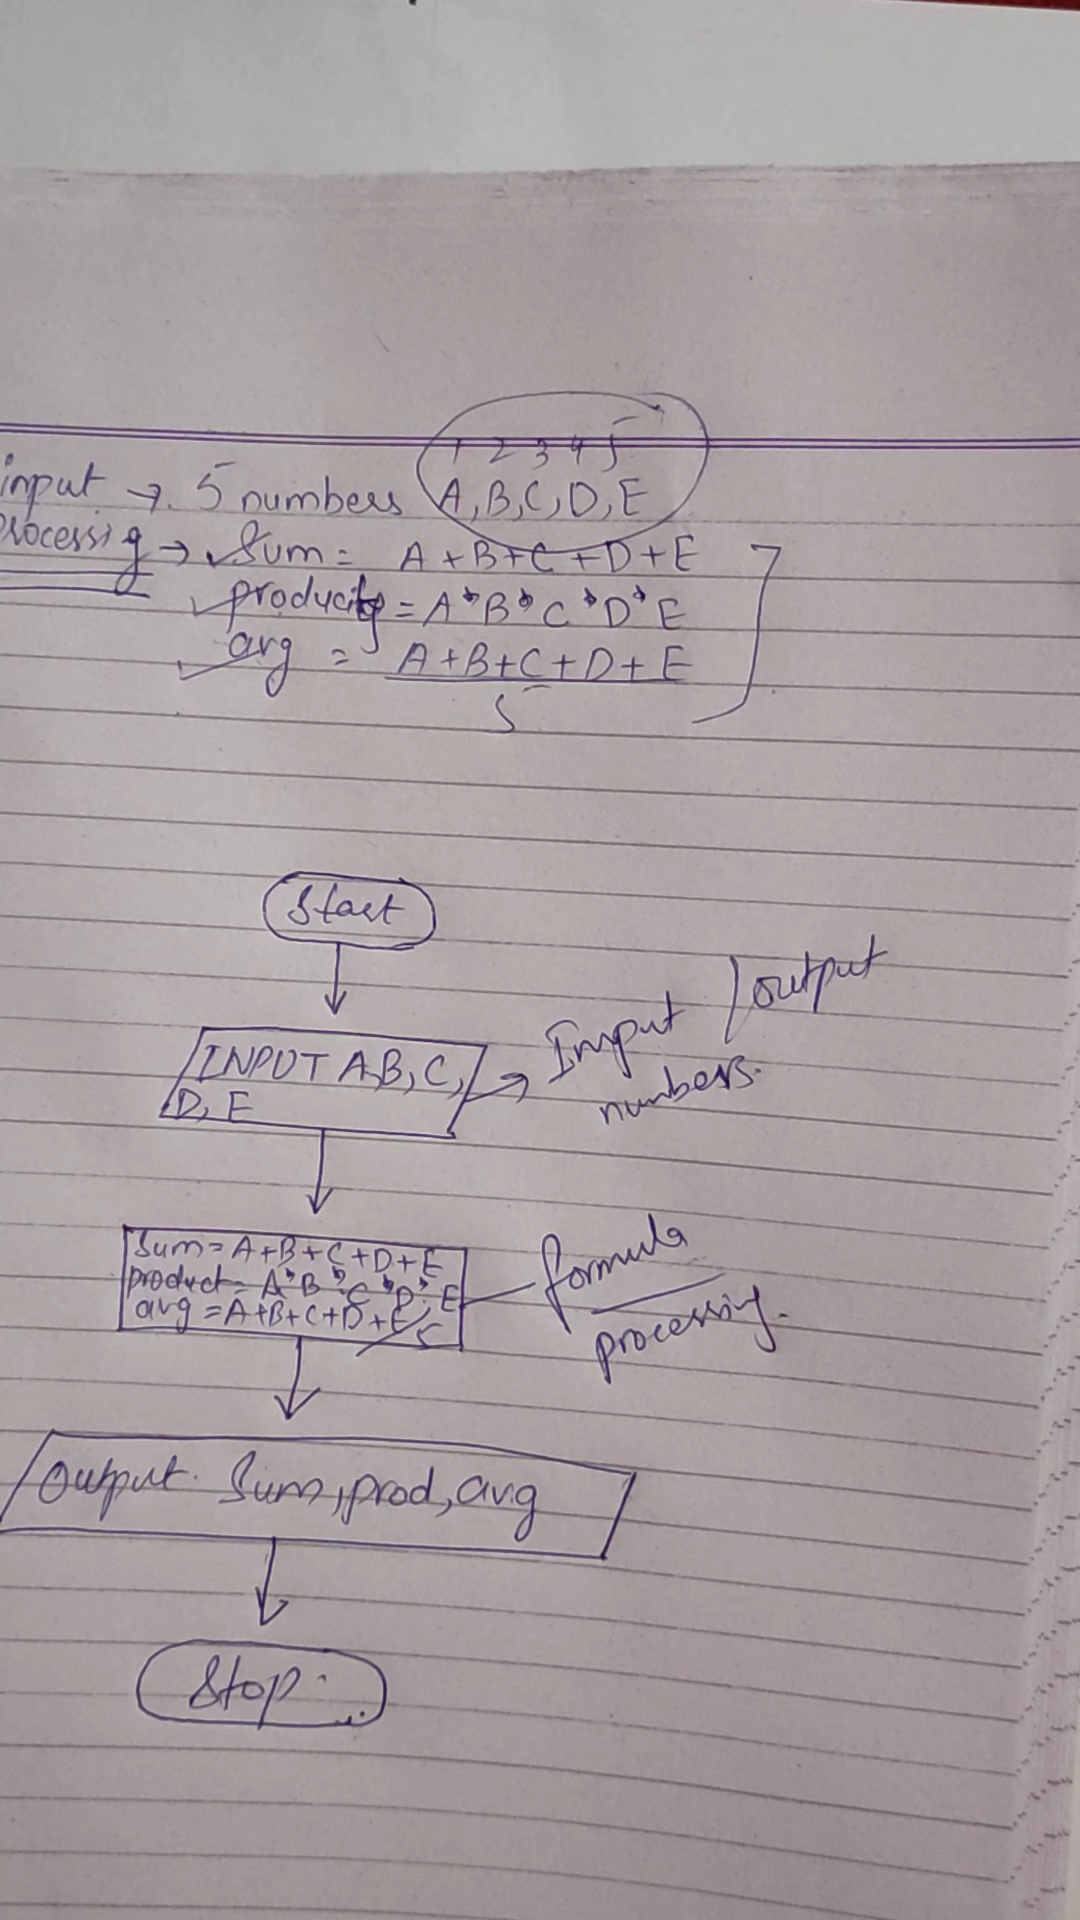 1 2 3 4 5
input → 5 numbers A, B, C, D, E
processig → Sum = A + B + C + D + E
product = A * B * C * D * E
avg = A + B + C + D + E
5
Start
INPUT A,B, C,
D, E
Input / output
numbers.
Sum = A + B + C + D + E
product = A * B * C * D * E
avg = A + B + C + D + E / 5
formula
processing.
Output. Sum, prod, avg
Stop.